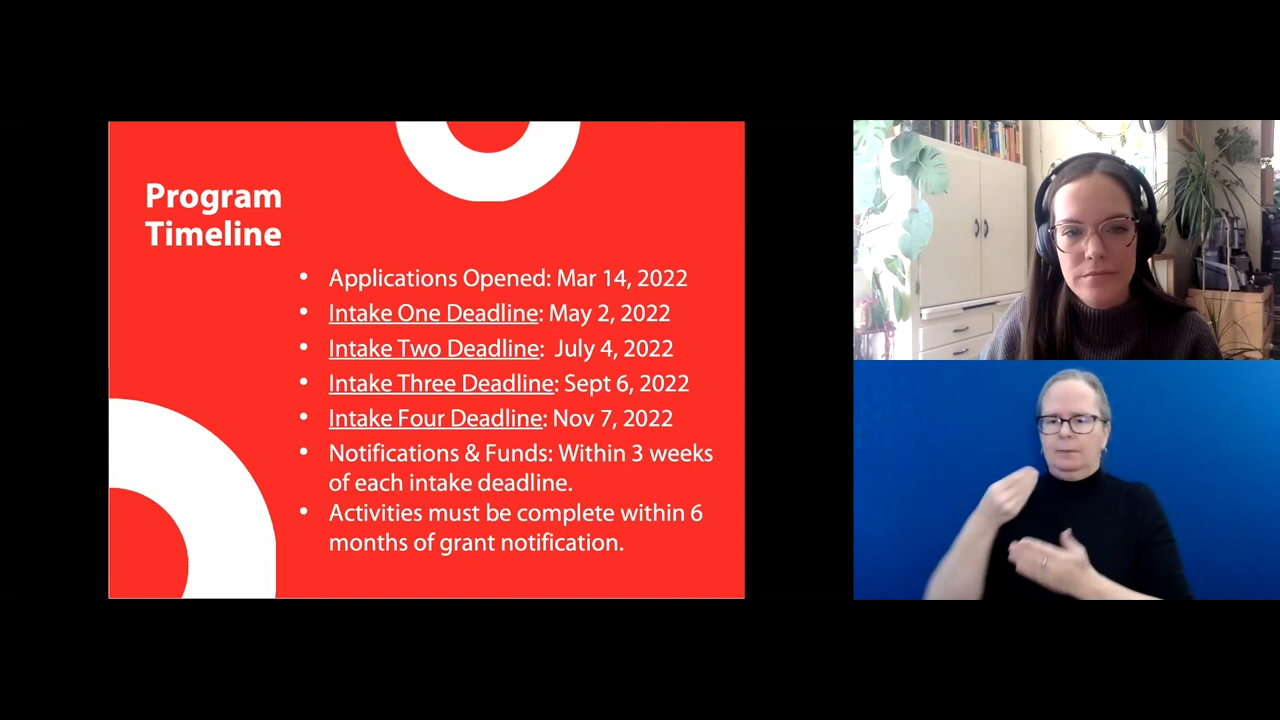 Program
Timeline
• Applications Opened: Mar 14, 2022
• Intake One Deadline: May 2, 2022
• Intake Two Deadline:  July 4, 2022
• Intake Three Deadline: Sept 6, 2022
• Intake Four Deadline: Nov 7, 2022
• Notifications & Funds: Within 3 weeks
of each intake deadline.
• Activities must be complete within 6
months of grant notification.